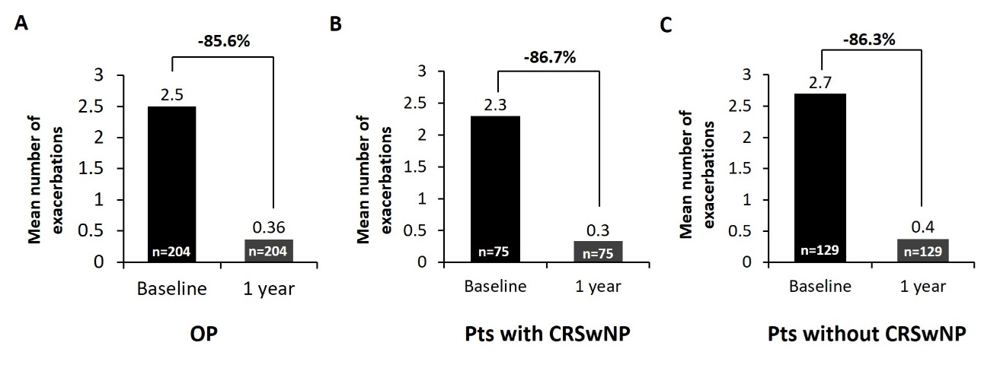 A
-85.6%
Mean number of
exacerbations
3
2.5
2
1.5
1
0.5
0
2.5
0.36
n=204
n=204
Baseline
1 year
OP
B
-86.7%
Mean number of
exacerbations
3
2.5
2
1.5
1
0.5
0
2.3
0.3
n=75
n=75
Baseline
1 year
Pts with CRSwNP
C
-86.3%
Mean number of
exacerbations
3
2.5
2
1.5
1
0.5
0
2.7
0.4
n=129
n=129
Baseline
1 year
Pts without CRSwNP